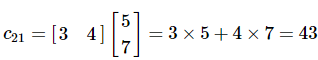 c₂₁ = [3 4] [5 7] = 3 × 5 + 4 × 7 = 43